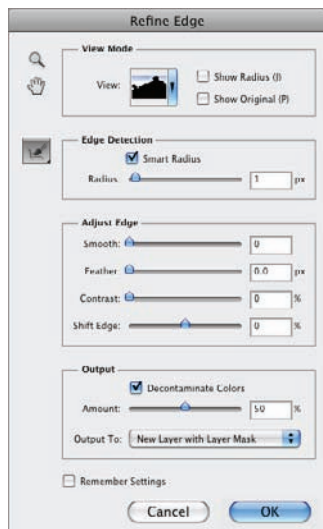 Refine Edge
View Mode
View:
Show Radius (J)
Show Original (P)
Edge Detection
Smart Radius
Radius: 1 px
Adjust Edge
Smooth: 0
Feather: 0.0 px
Contrast: 0 %
Shift Edge: 0 %
Output
Decontaminate Colors
Amount: 50 %
Output To: New Layer with Layer Mask
Remember Settings
Cancel OK